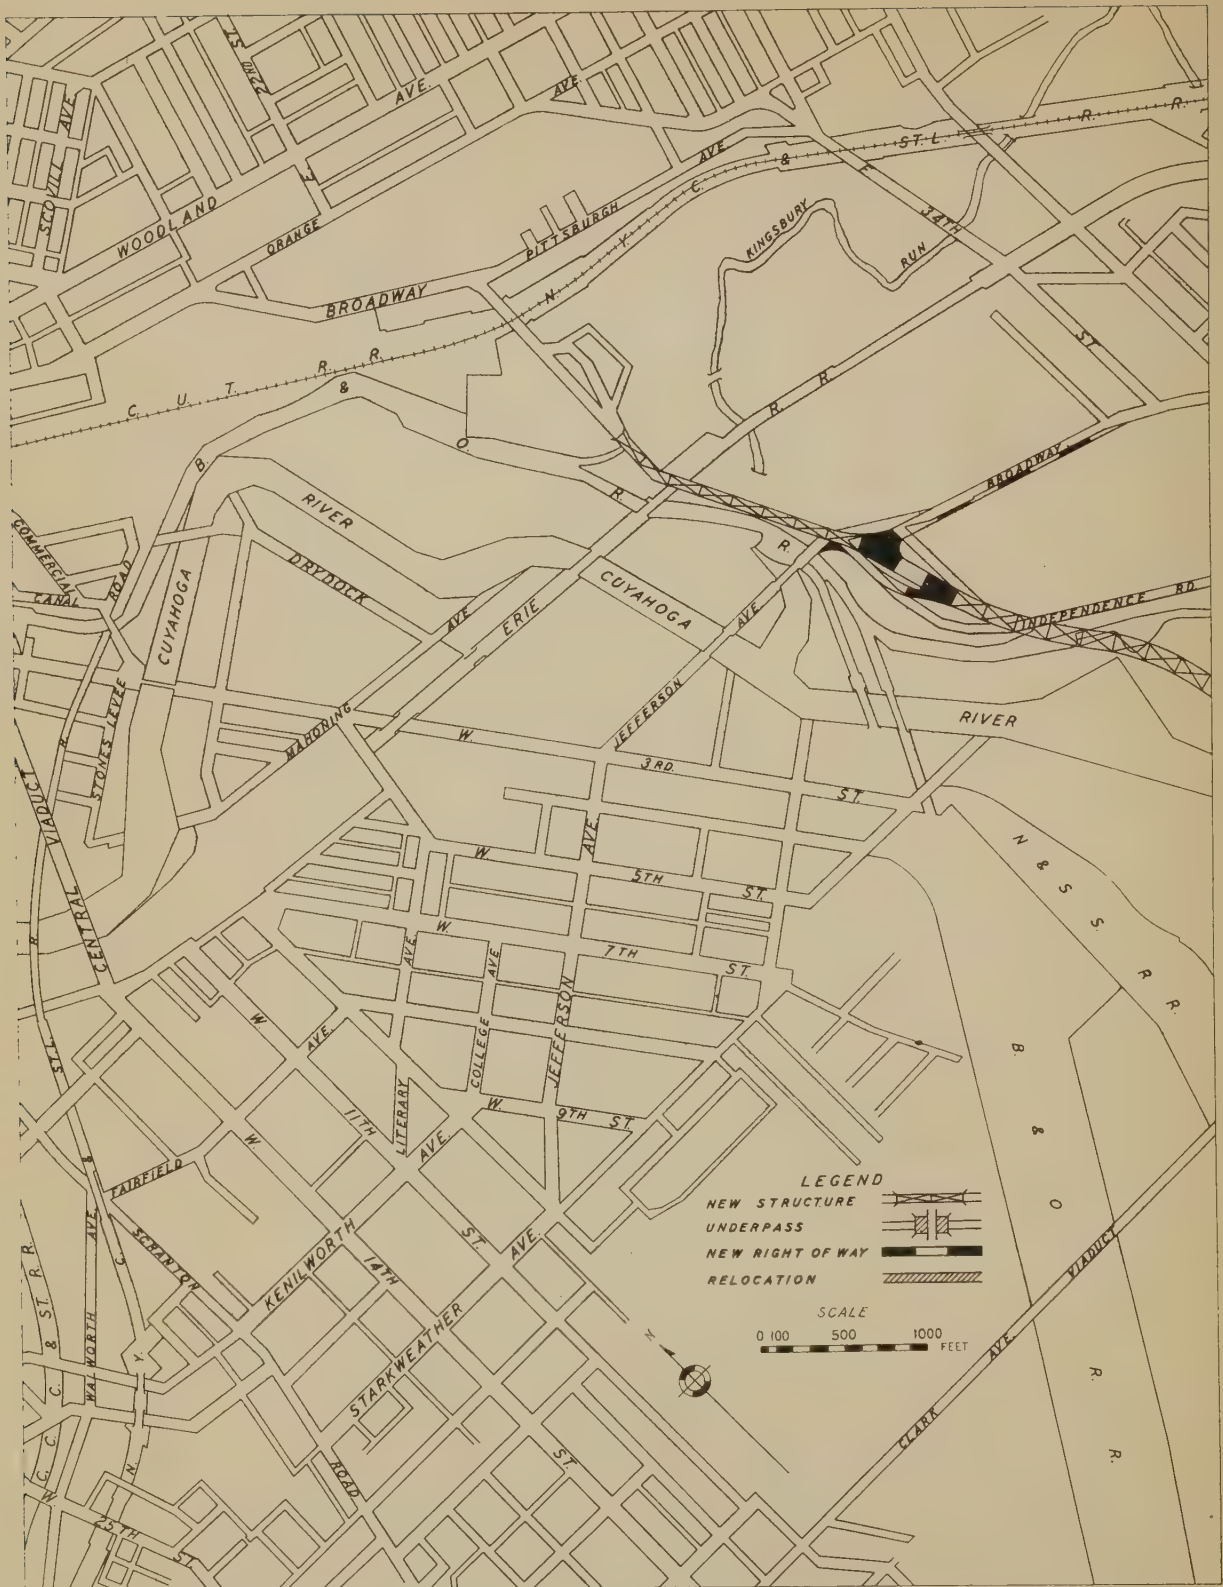 22ND ST.
AVE.
AVE.
SCOVILL AVE.
WOODLAND
E.
ORANGE
AVE.
PITTSBURGH
BROADWAY
C. U. T. R. R.
N. Y. C. & ST. L. R. R.
E. 34TH
ST.
KINGSBURY
RUN
B. & O. R. R.
BROADWAY
RIVER
COMMERCIAL
CANAL
ROAD
DRYDOCK
AVE
CUYAHOGA
ERIE R. R.
CUYAHOGA
AVE
JEFFERSON
INDEPENDENCE RD.
RIVER
STONES LEVEE
MAHONING
W. 3RD. ST.
AVE.
CENTRAL VIADUCT
R. R.
W. 5TH ST.
N & S S. R R.
W. 7TH ST.
AVE.
AVE
JEFFERSON
COLLEGE
LITERARY
W. 9TH ST.
W. 11TH
AVE.
AVE.
ST.
AVE.
W. 14TH
ST.
FAIRFIELD
SCRANTON
ROAD
KENILWORTH
STARKWEATHER
WALWORTH AVE.
N. Y. C. & ST. L.
C. C. C. & ST. R R.
W 25TH ST.
B. & O R. R.
CLARK AVE. VIADUCT
LEGEND
NEW STRUCTURE
UNDERPASS
NEW RIGHT OF WAY
RELOCATION
SCALE
0 100 500 1000
FEET
N